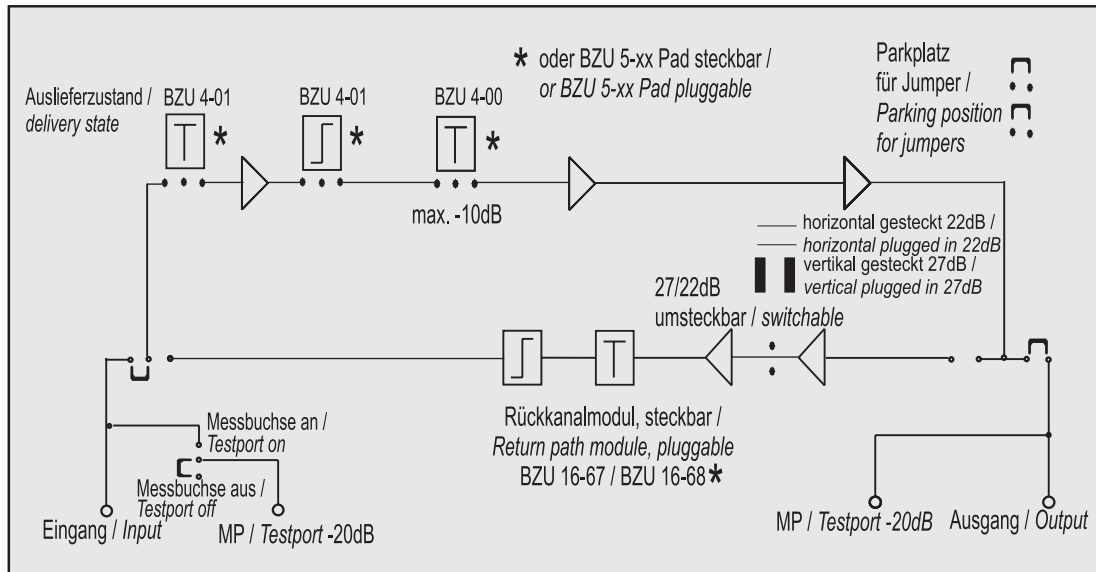 * oder BZU 5-xx Pad steckbar /
or BZU 5-xx Pad pluggable
Parkplatz
für Jumper /
Parking position
for jumpers
Auslieferzustand /
delivery state
BZU 4-01
*
BZU 4-01
*
BZU 4-00
*
max. -10dB
horizontal gesteckt 22dB /
horizontal plugged in 22dB
vertikal gesteckt 27dB /
vertical plugged in 27dB
27/22dB
umsteckbar / switchable
Rückkanalmodul, steckbar /
Return path module, pluggable
BZU 16-67 / BZU 16-68 *
Messbuchse an /
Testport on
Messbuchse aus /
Testport off
Eingang / Input
MP / Testport -20dB
MP / Testport -20dB
Ausgang / Output